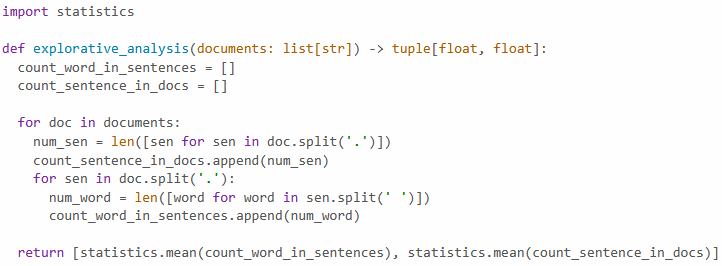 import statistics

def explorative_analysis(documents: list[str]) -> tuple[float, float]:
  count_word_in_sentences = []
  count_sentence_in_docs = []

  for doc in documents:
    num_sen = len([sen for sen in doc.split('.')])
    count_sentence_in_docs.append(num_sen)
    for sen in doc.split('.'):
      num_word = len([word for word in sen.split(' ')])
      count_word_in_sentences.append(num_word)

  return [statistics.mean(count_word_in_sentences), statistics.mean(count_sentence_in_docs)]